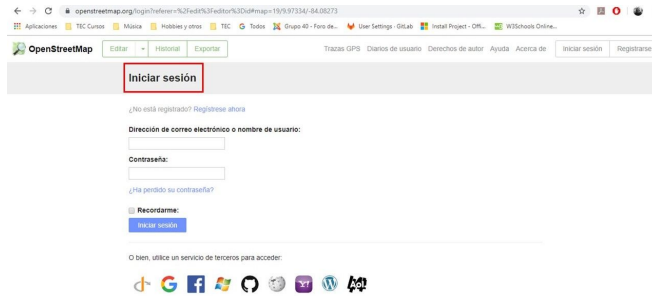 openstreetmap.org/login?referer=%2Fedit%3Feditor%3Did#map=19/9.97334/-84.08273
Aplicaciones TEC Cursos Música Hobbies y otros TEC G Todos Grupo 40 - Foro de... User Settings · GitLab Install Project - Offi... W3Schools Online...
OpenStreetMap Editar Historial Exportar Trazas GPS Diarios de usuario Derechos de autor Ayuda Acerca de Iniciar sesión Registrarse
Iniciar sesión
¿No está registrado? Regístrese ahora
Dirección de correo electrónico o nombre de usuario:
Contraseña:
¿Ha perdido su contraseña?
Recordarme:
Iniciar sesión
O bien, utilice un servicio de terceros para acceder:
Aol!